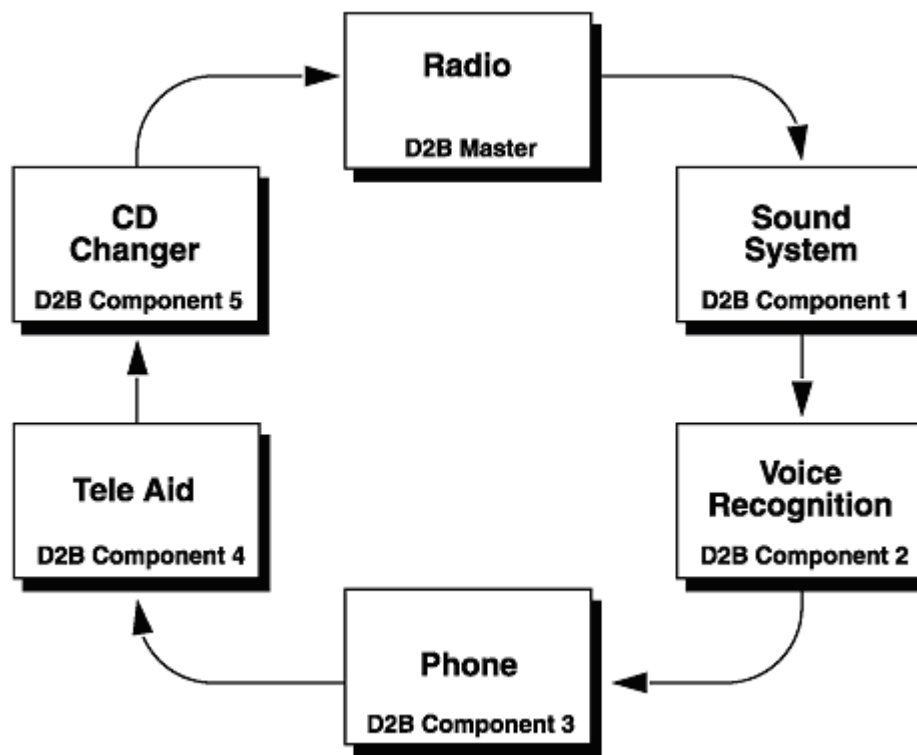 Radio
D2B Master
Sound
System
D2B Component 1
Voice
Recognition
D2B Component 2
Phone
D2B Component 3
Tele Aid
D2B Component 4
CD
Changer
D2B Component 5